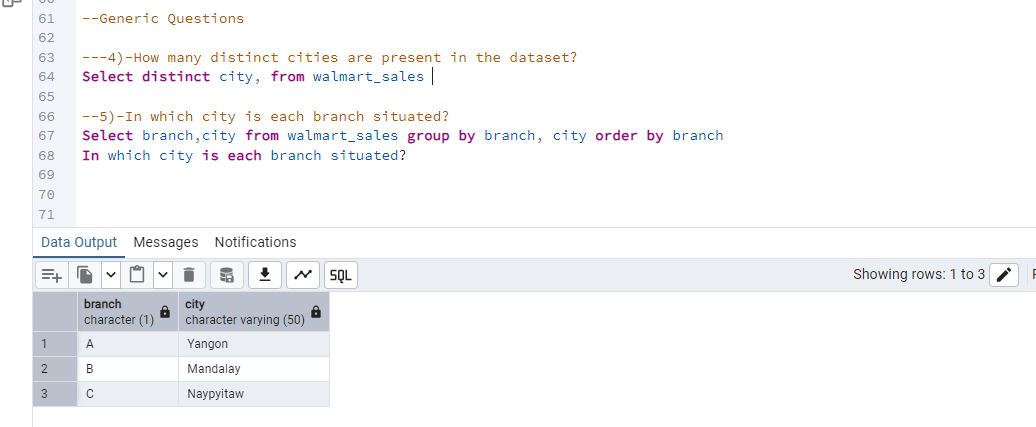 61 --Generic Questions
62
63 ---4)-How many distinct cities are present in the dataset?
64 Select distinct city, from walmart_sales
65
66 --5)-In which city is each branch situated?
67 Select branch,city from walmart_sales group by branch, city order by branch
68 In which city is each branch situated?
69
70
71
Data Output Messages Notifications
SQL Showing rows: 1 to 3
branch city
character (1) character varying (50)
1 A Yangon
2 B Mandalay
3 C Naypyitaw